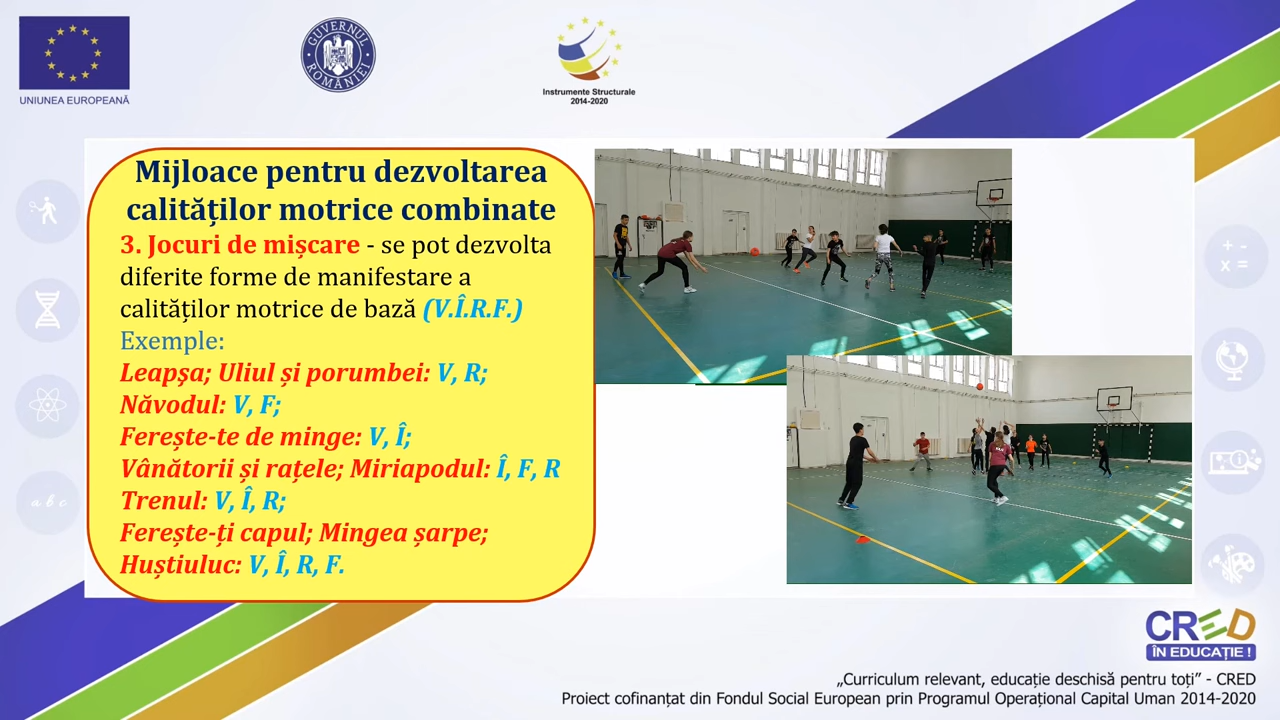 UNIUNEA EUROPEANĂ
GUVERNUL ROMÂNIEI
Instrumente Structurale
2014-2020
Mijloace pentru dezvoltarea
calităților motrice combinate
3. Jocuri de mișcare - se pot dezvolta
diferite forme de manifestare a
calităților motrice de bază (V.Î.R.F.)
Exemple:
Leapşa; Uliul și porumbei: V, R;
Năvodul: V, F;
Ferește-te de minge: V, Î;
Vânătorii și rațele; Miriapodul: Î, F, R
Trenul: V, Î, R;
Ferește-ți capul; Mingea șarpe;
Huștiuluc: V, Î, R, F.
+ -
x =
a b c
CRED
ÎN EDUCAȚIE !
„Curriculum relevant, educație deschisă pentru toți” - CRED
Proiect cofinanțat din Fondul Social European prin Programul Operațional Capital Uman 2014-2020